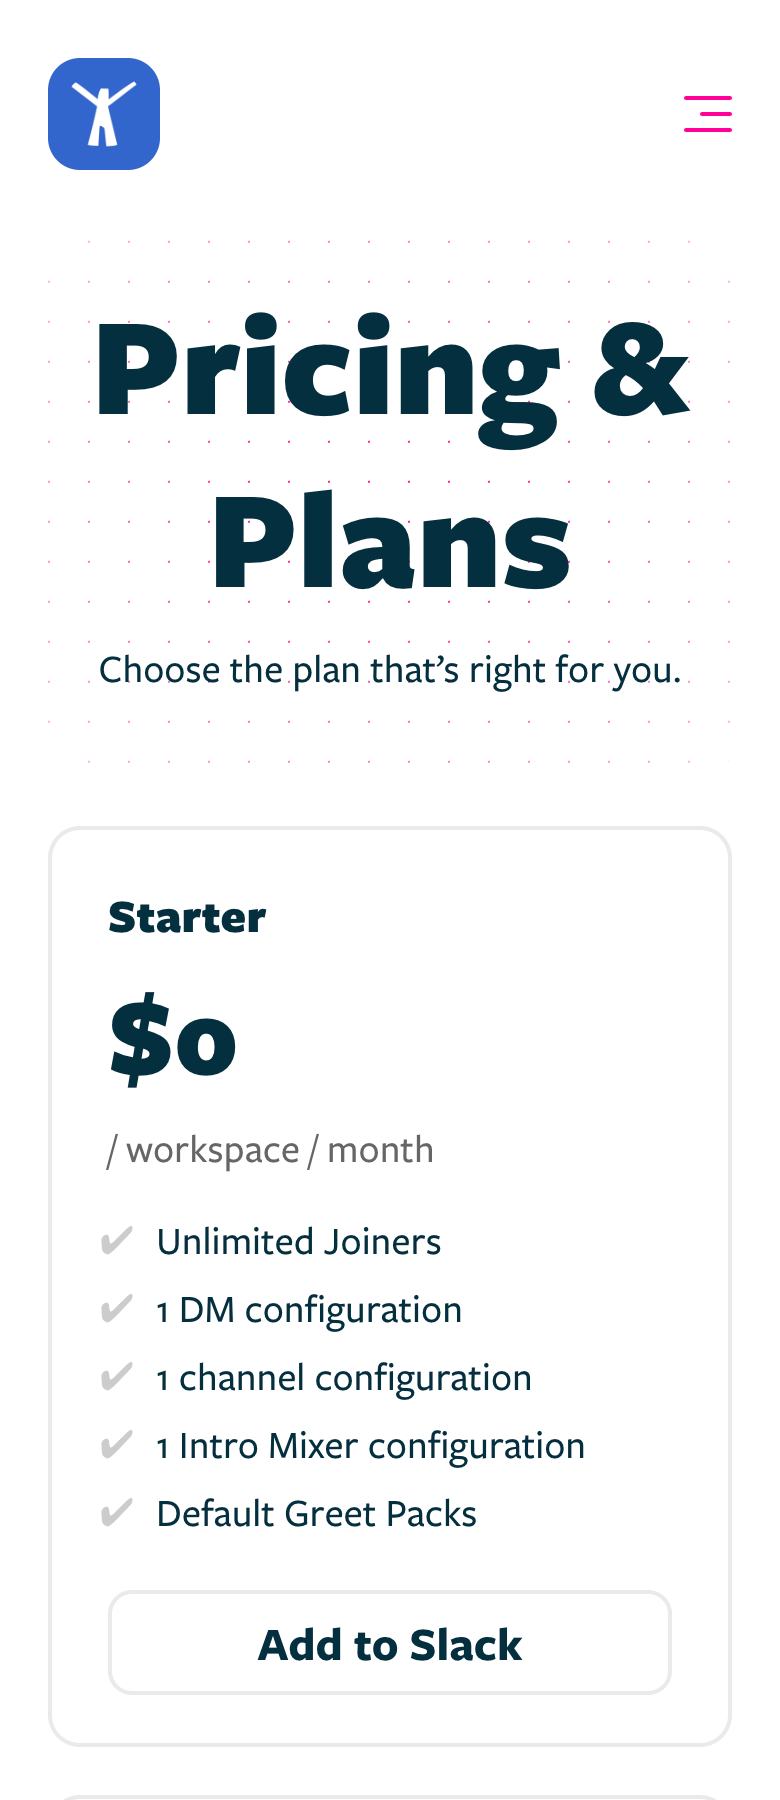 Pricing &
Plans
Choose the plan that’s right for you.
Starter
$0
/ workspace / month
✔ Unlimited Joiners
✔ 1 DM configuration
✔ 1 channel configuration
✔ 1 Intro Mixer configuration
✔ Default Greet Packs
Add to Slack